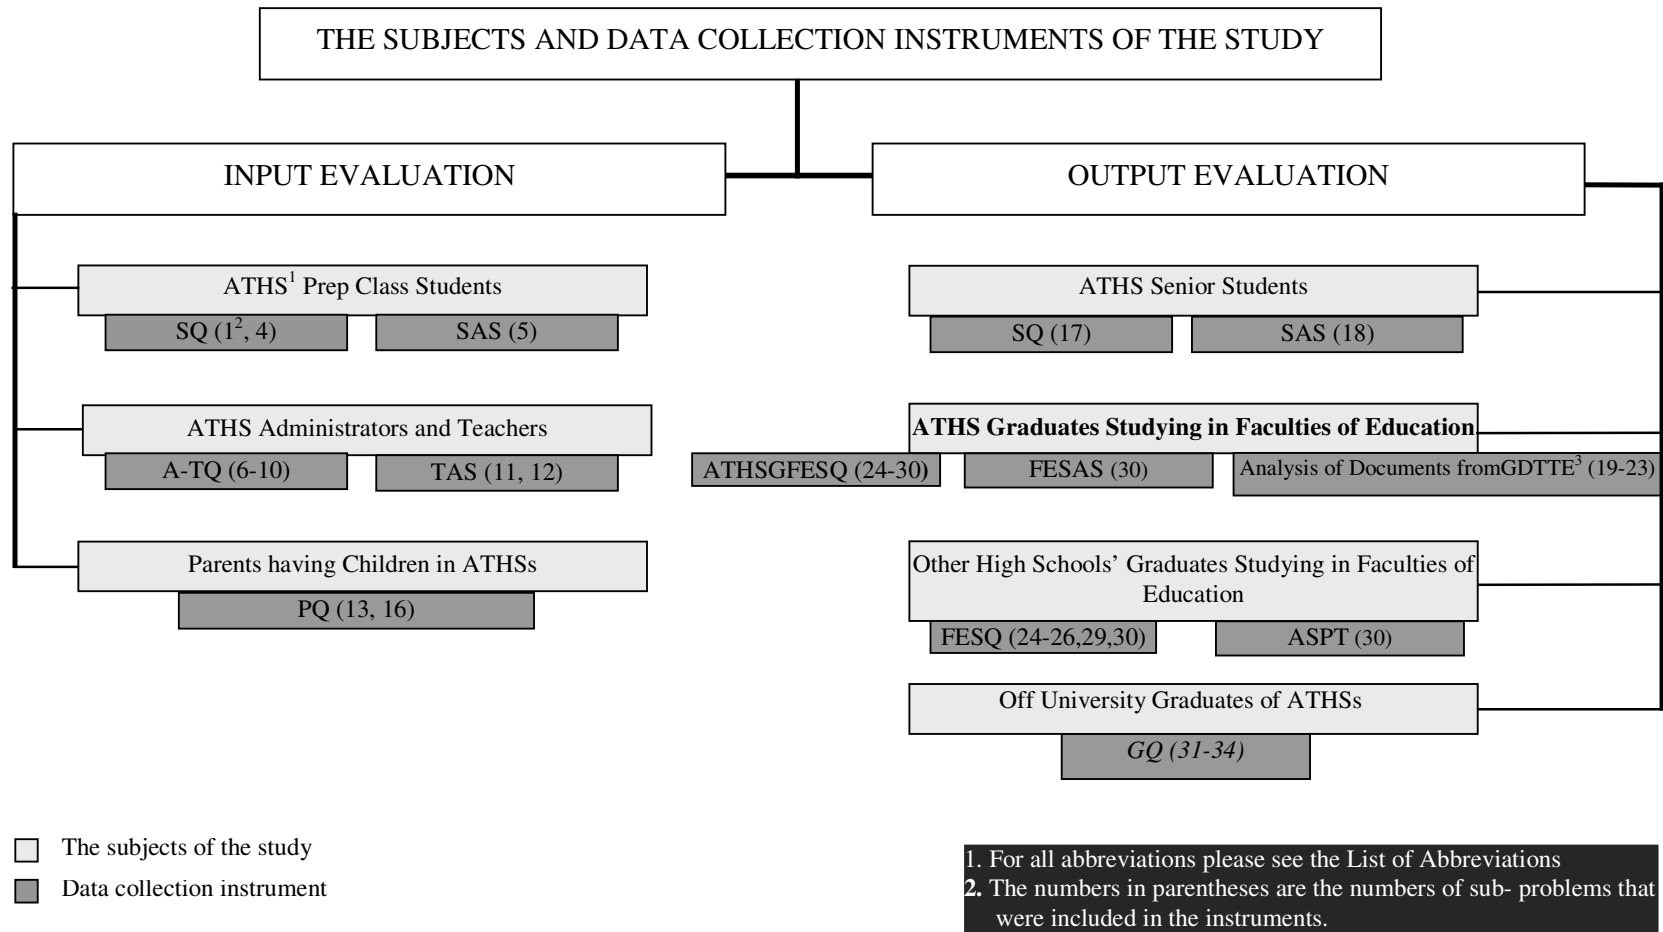 THE SUBJECTS AND DATA COLLECTION INSTRUMENTS OF THE STUDY
INPUT EVALUATION
ATHS¹ Prep Class Students
SQ (1², 4)
SAS (5)
ATHS Administrators and Teachers
A-TQ (6-10)
TAS (11, 12)
Parents having Children in ATHSs
PQ (13, 16)
OUTPUT EVALUATION
ATHS Senior Students
SQ (17)
SAS (18)
ATHS Graduates Studying in Faculties of Education
ATHSGFESQ (24-30)
FESAS (30)
Analysis of Documents fromGDTTE³ (19-23)
Other High Schools’ Graduates Studying in Faculties of
Education
FESQ (24-26,29,30)
ASPT (30)
Off University Graduates of ATHSs
GQ (31-34)
The subjects of the study
Data collection instrument
1. For all abbreviations please see the List of Abbreviations
2. The numbers in parentheses are the numbers of sub- problems that
were included in the instruments.